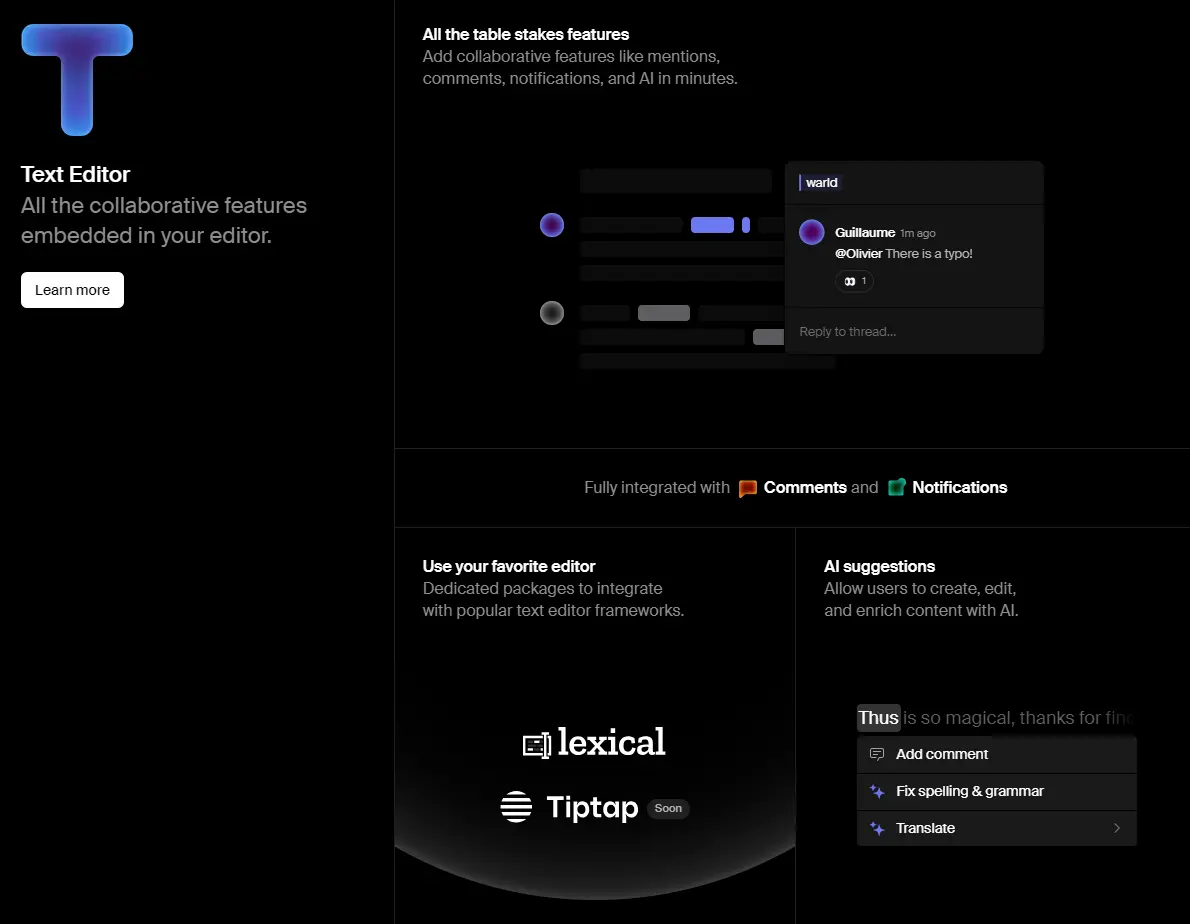 Text Editor
All the collaborative features
embedded in your editor.
Learn more
All the table stakes features
Add collaborative features like mentions,
comments, notifications, and AI in minutes.
warld
Guillaume 1m ago
@Olivier There is a typo!
1
Reply to thread...
Fully integrated with Comments and Notifications
Use your favorite editor
Dedicated packages to integrate
with popular text editor frameworks.
lexical
Tiptap Soon
AI suggestions
Allow users to create, edit,
and enrich content with AI.
Thus is so magical, thanks for finc
Add comment
Fix spelling & grammar
Translate